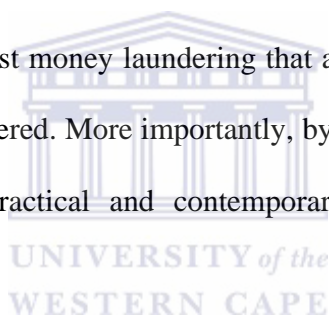 st money laundering that a
ered. More importantly, by
ractical and contemporar
UNIVERSITY of the
WESTERN CAPE